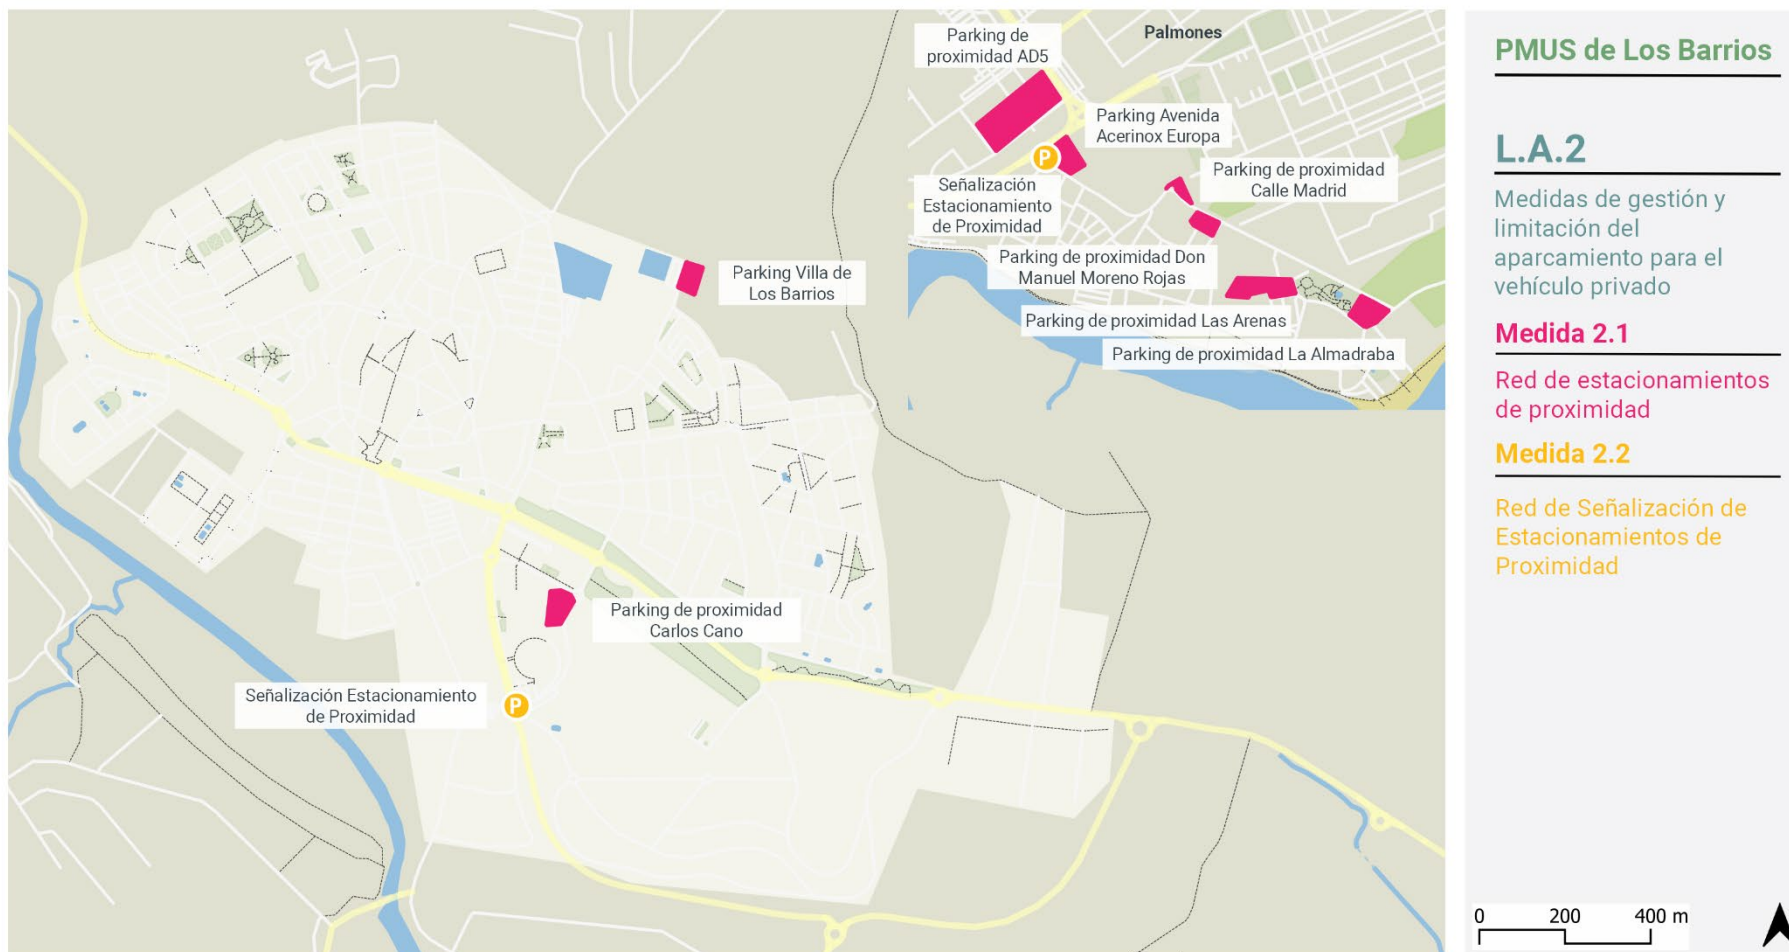 Parking de
proximidad AD5
Palmones
Parking Avenida
Acerinox Europa
P
Señalización
Estacionamiento
de Proximidad
Parking de proximidad
Calle Madrid
Parking de proximidad Don
Manuel Moreno Rojas
Parking de proximidad Las Arenas
Parking de proximidad La Almadraba
Parking Villa de
Los Barrios
Parking de proximidad
Carlos Cano
Señalización Estacionamiento
de Proximidad
P
PMUS de Los Barrios
L.A.2
Medidas de gestión y
limitación del
aparcamiento para el
vehículo privado
Medida 2.1
Red de estacionamientos
de proximidad
Medida 2.2
Red de Señalización de
Estacionamientos de
Proximidad
0 200 400 m